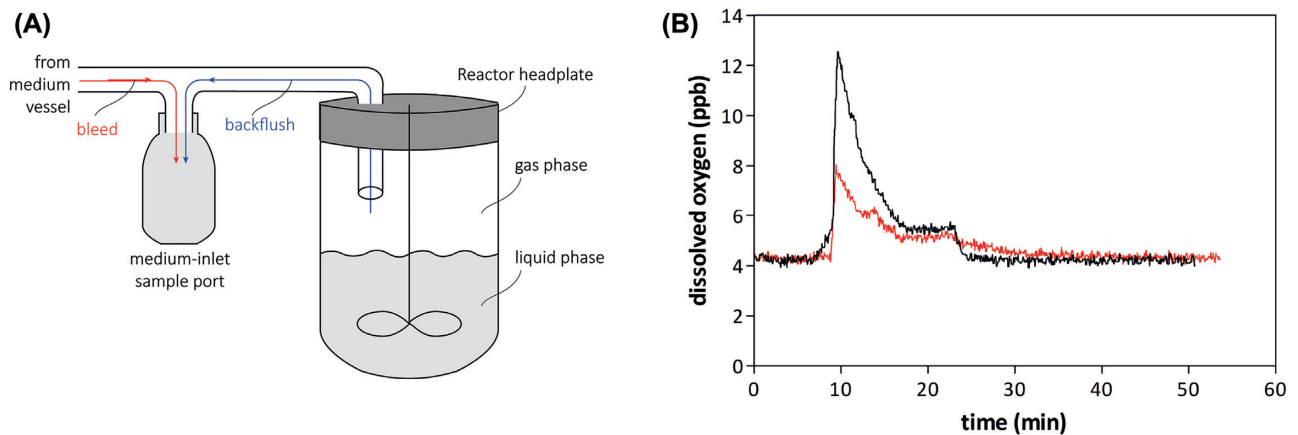 (A)
from
medium
vessel
bleed
backflush
Reactor headplate
gas phase
liquid phase
medium-inlet
sample port
(B)
dissolved oxygen (ppb)
14
12
10
8
6
4
2
0
0 10 20 30 40 50 60
time (min)